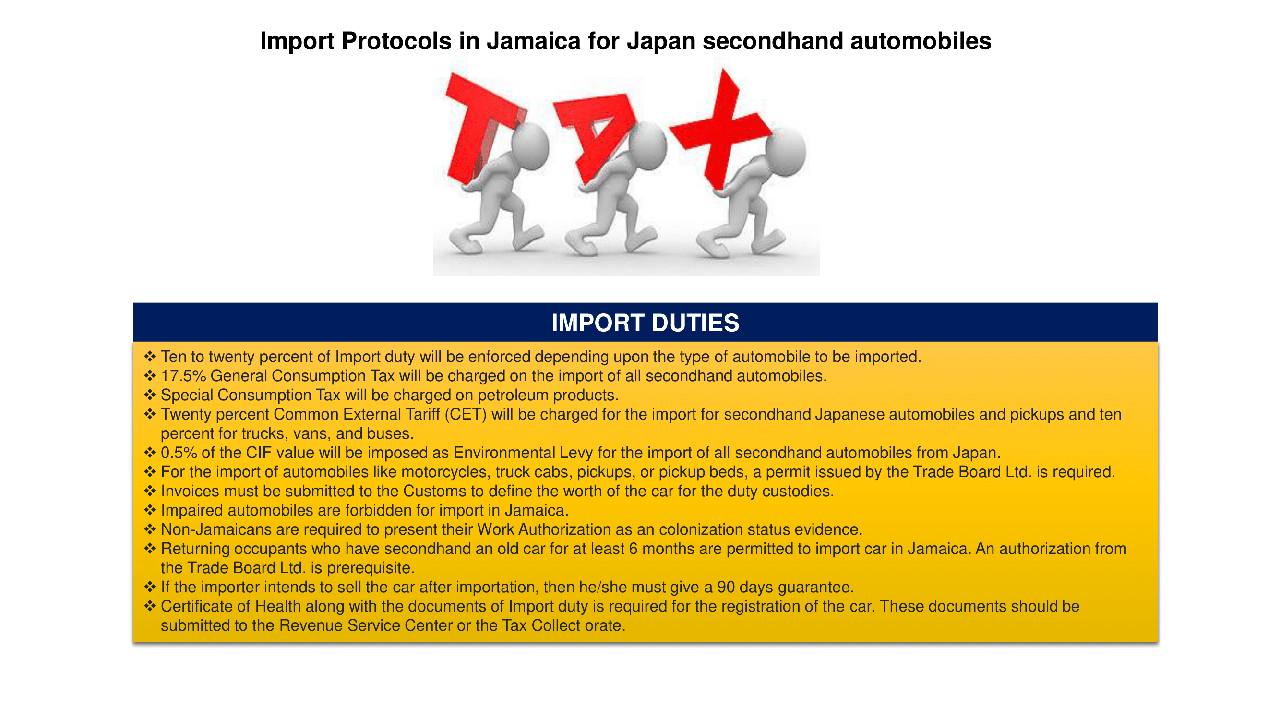 Import Protocols in Jamaica for Japan secondhand automobiles
TAX
IMPORT DUTIES
❖ Ten to twenty percent of Import duty will be enforced depending upon the type of automobile to be imported.
❖ 17.5% General Consumption Tax will be charged on the import of all secondhand automobiles.
❖ Special Consumption Tax will be charged on petroleum products.
❖ Twenty percent Common External Tariff (CET) will be charged for the import for secondhand Japanese automobiles and pickups and ten
percent for trucks, vans, and buses.
❖ 0.5% of the CIF value will be imposed as Environmental Levy for the import of all secondhand automobiles from Japan.
❖ For the import of automobiles like motorcycles, truck cabs, pickups, or pickup beds, a permit issued by the Trade Board Ltd. is required.
❖ Invoices must be submitted to the Customs to define the worth of the car for the duty custodies.
❖ Impaired automobiles are forbidden for import in Jamaica.
❖ Non-Jamaicans are required to present their Work Authorization as an colonization status evidence.
❖ Returning occupants who have secondhand an old car for at least 6 months are permitted to import car in Jamaica. An authorization from
the Trade Board Ltd. is prerequisite.
❖ If the importer intends to sell the car after importation, then he/she must give a 90 days guarantee.
❖ Certificate of Health along with the documents of Import duty is required for the registration of the car. These documents should be
submitted to the Revenue Service Center or the Tax Collect orate.